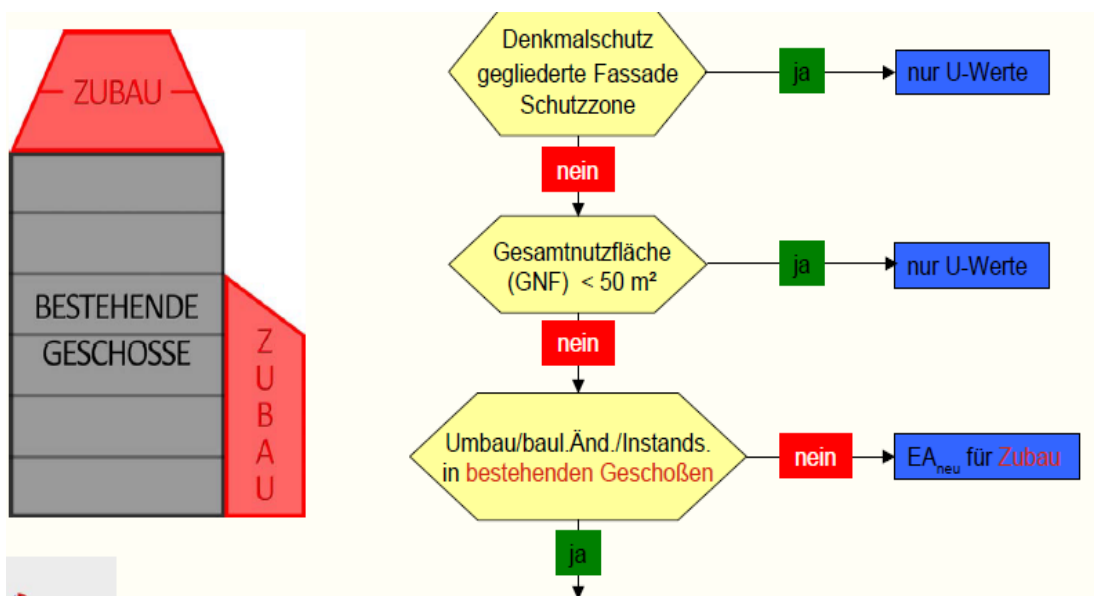 ZUBAU
BESTEHENDE
GESCHOSSE
Z
U
B
A
U
Denkmalschutz
gegliederte Fassade
Schutzzone
ja
nur U-Werte
nein
Gesamtnutzfläche
(GNF) < 50 m²
ja
nur U-Werte
nein
Umbau/baul.Änd./Instands.
in bestehenden Geschoßen
nein
EAneu für Zubau
ja